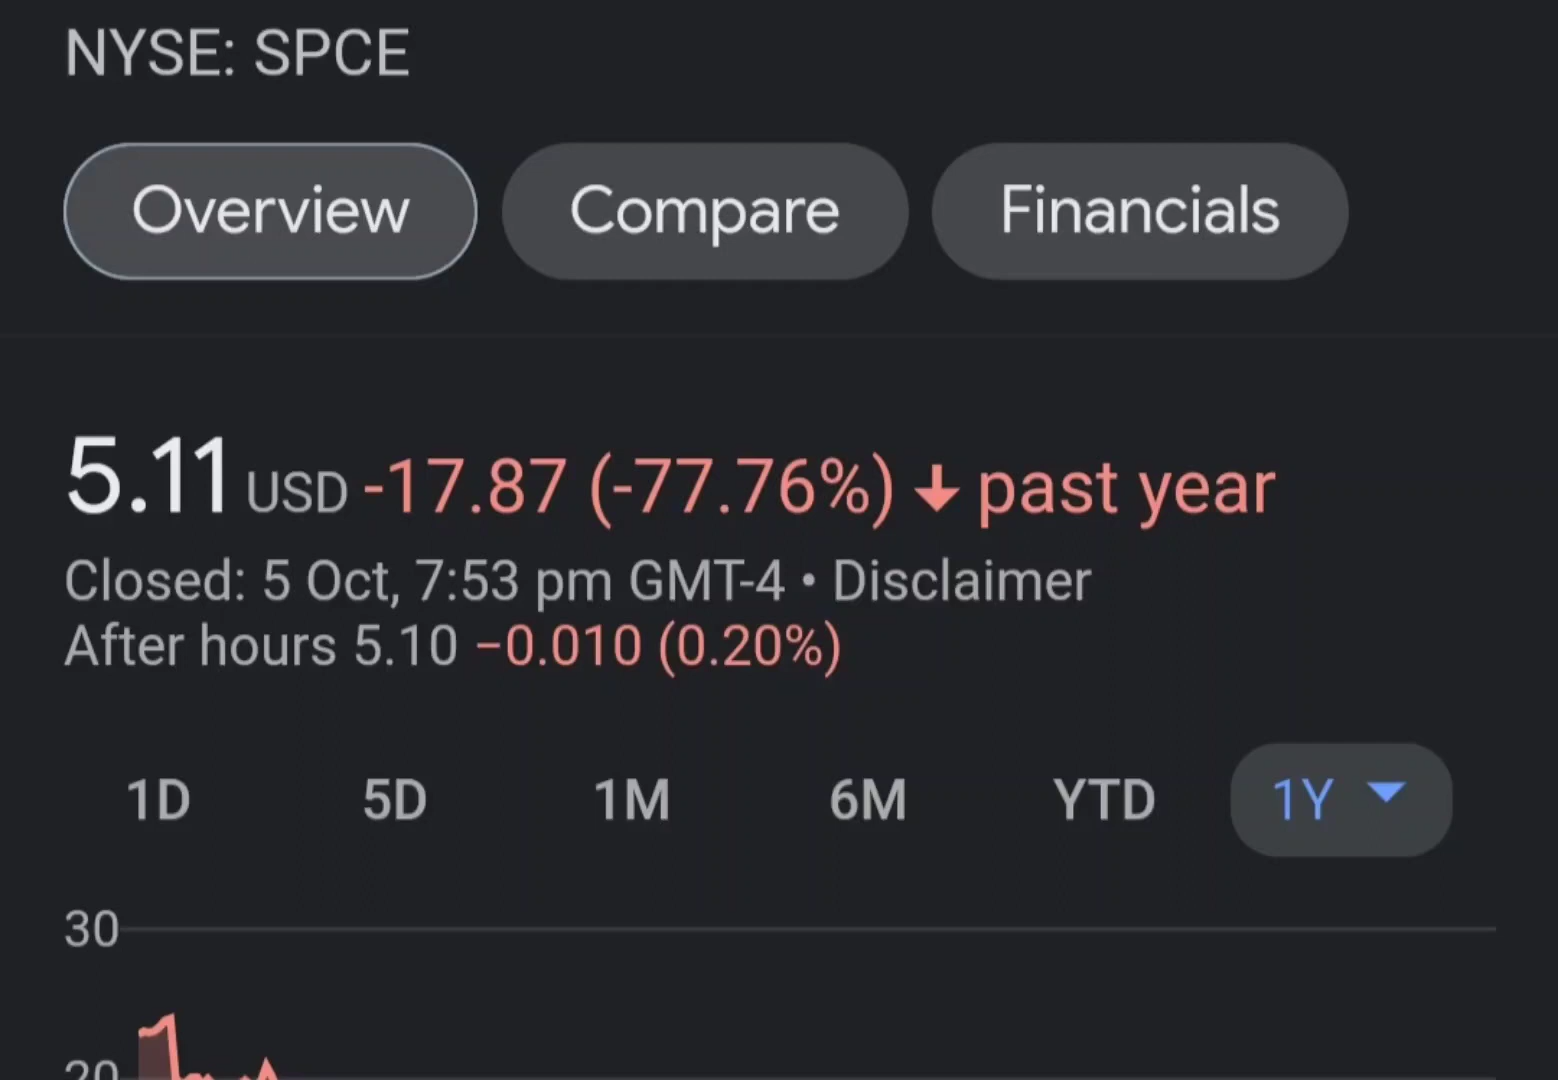 NYSE: SPCE
Overview Compare Financials
5.11 USD -17.87 (-77.76%) ↓ past year
Closed: 5 Oct, 7:53 pm GMT-4 • Disclaimer
After hours 5.10 −0.010 (0.20%)
1D 5D 1M 6M YTD 1Y
30
20